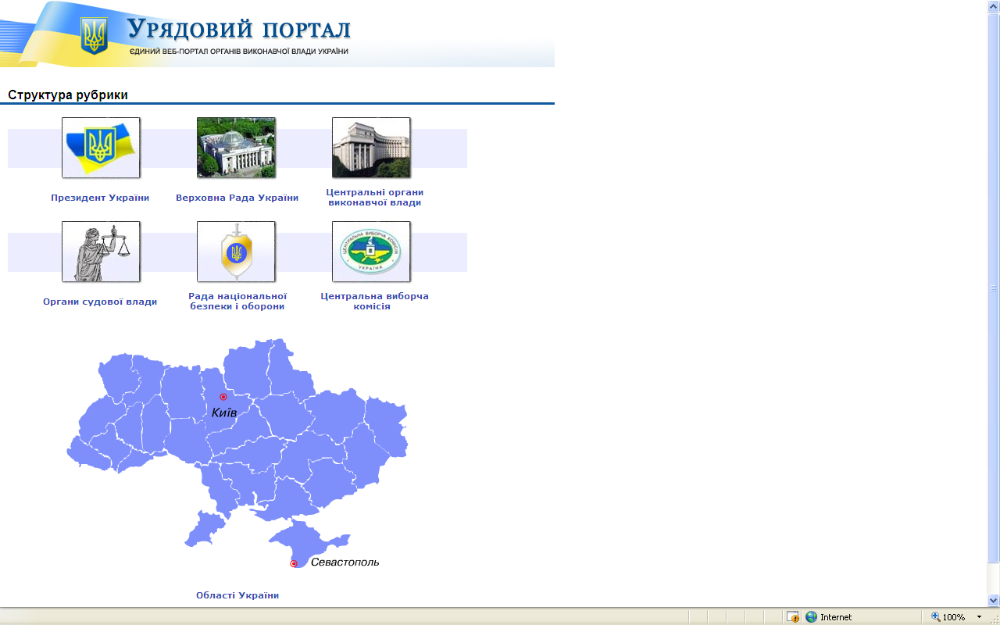 Урядовий портал
ЄДИНИЙ ВЕБ-ПОРТАЛ ОРГАНІВ ВИКОНАВЧОЇ ВЛАДИ УКРАЇНИ
Структура рубрики
Президент України
Верховна Рада України
Центральні органи
виконавчої влади
ЦЕНТРАЛЬНА ВИБОРЧА КОМІСІЯ
УКРАЇНА
Органи судової влади
Рада національної
безпеки і оборони
Центральна виборча
комісія
Київ
Севастополь
Області України
Internet
100%